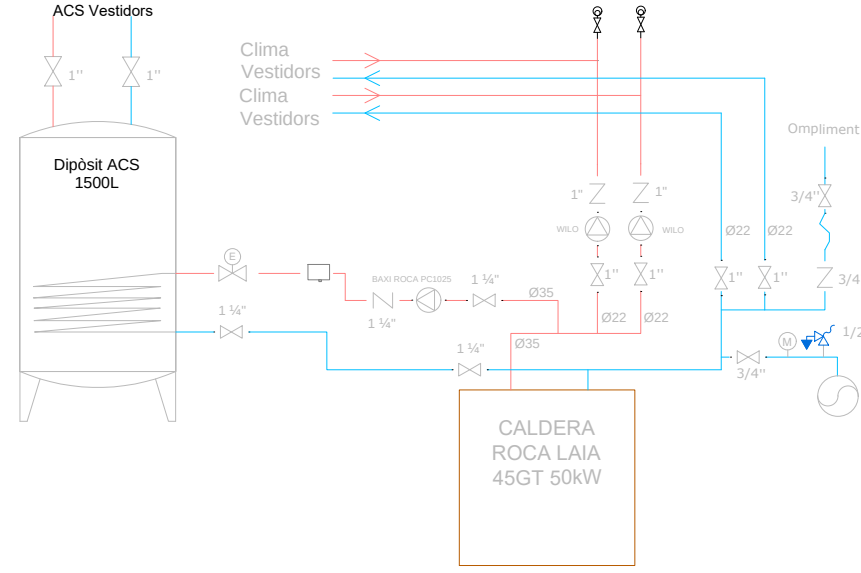 ACS Vestidors
1''
1''
Clima
Vestidors
Clima
Vestidors
Dipòsit ACS
1500L
Ompliment
3/4''
1"
1"
WILO
WILO
Ø22
Ø22
E
BAXI ROCA PC1025
1 ¼"
1 ¼"
1 ¼"
1''
1''
1''
1''
3/4
Ø35
Ø22
Ø22
Ø35
1 ¼"
M
1/2
3/4''
CALDERA
ROCA LAIA
45GT 50kW